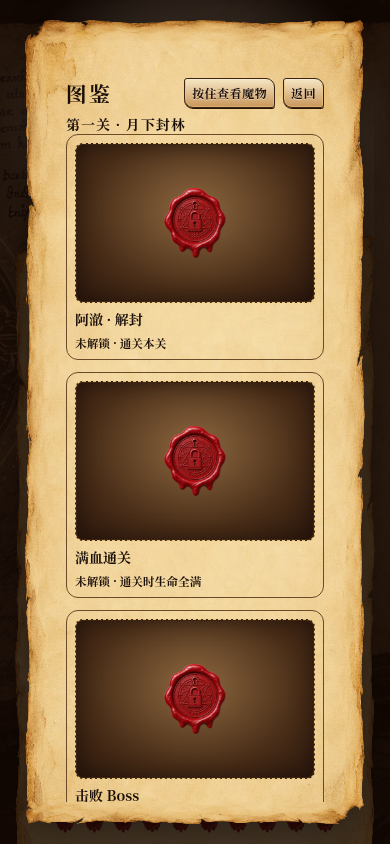 图鉴
按住查看魔物
返回
第一关 · 月下封林
阿澈 · 解封
未解锁 · 通关本关
满血通关
未解锁 · 通关时生命全满
击败 Boss